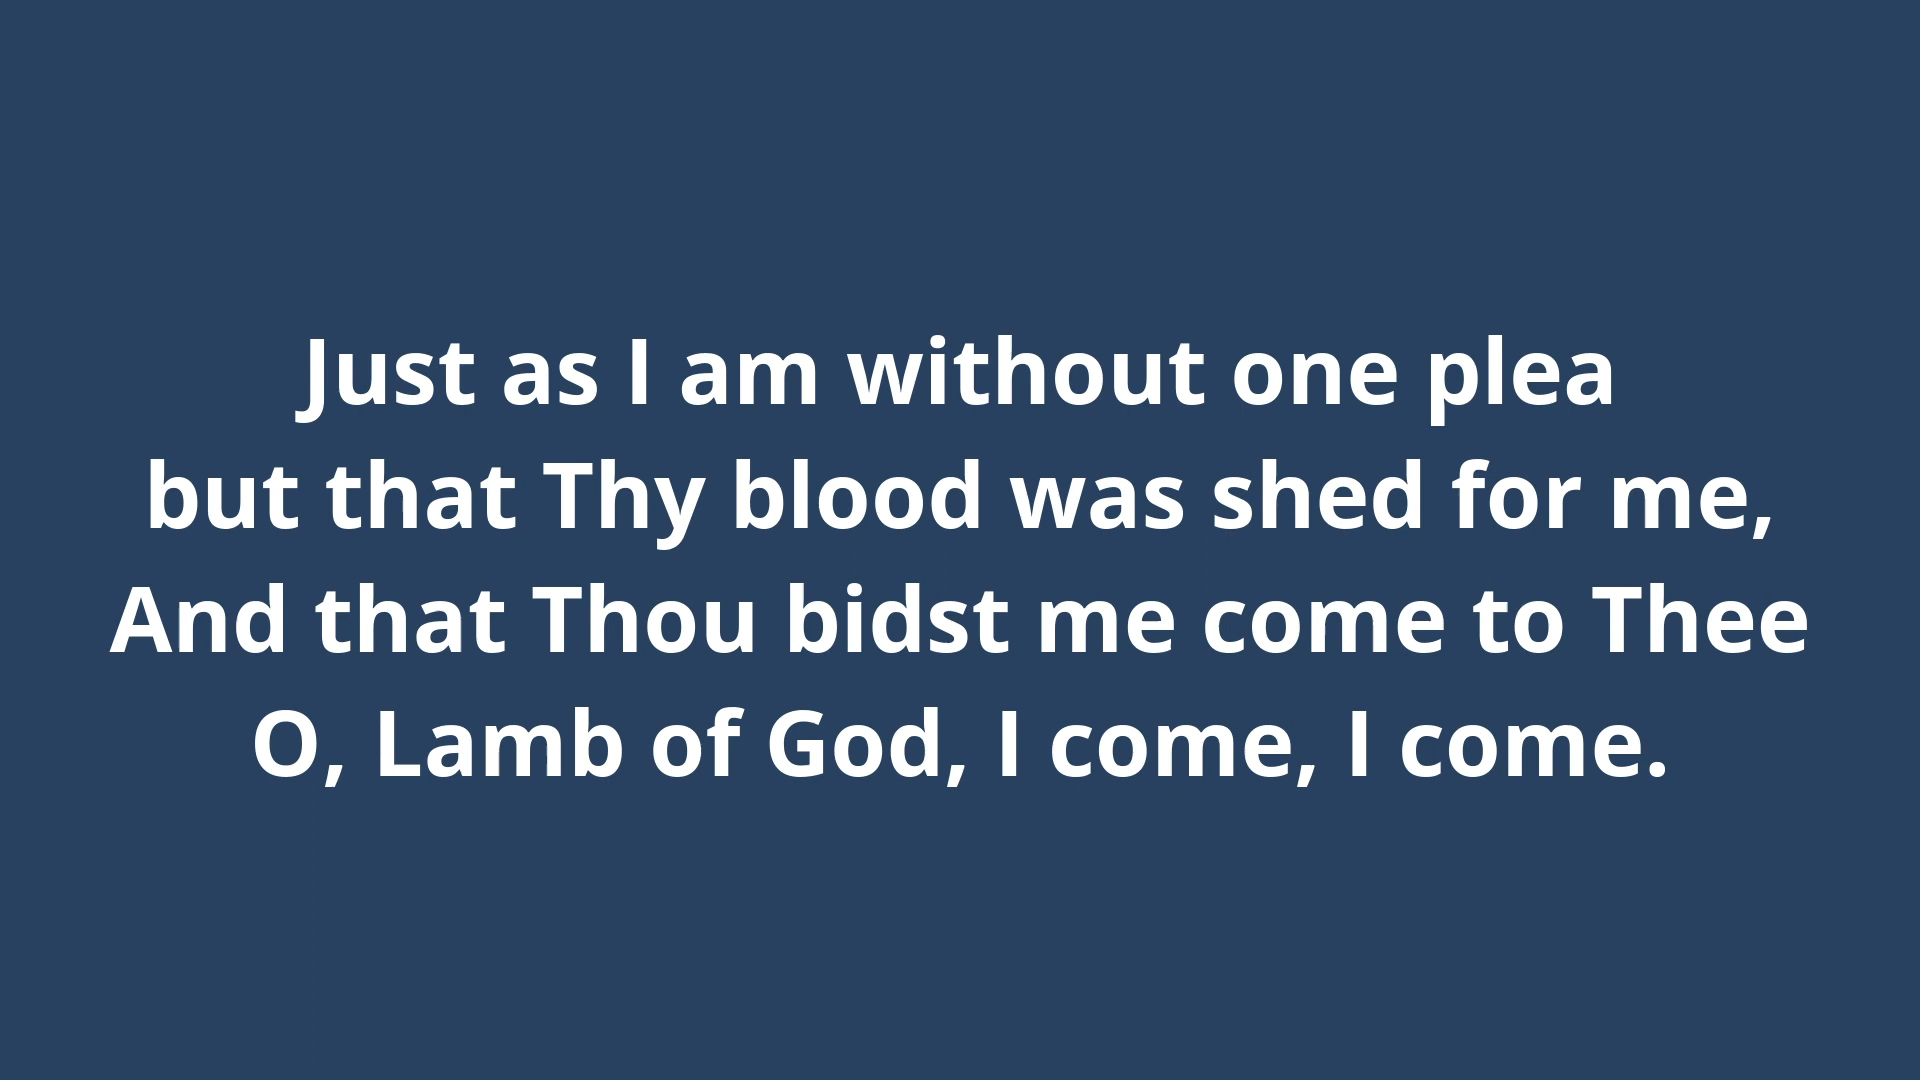 Just as I am without one plea
but that Thy blood was shed for me,
And that Thou bidst me come to Thee
O, Lamb of God, I come, I come.